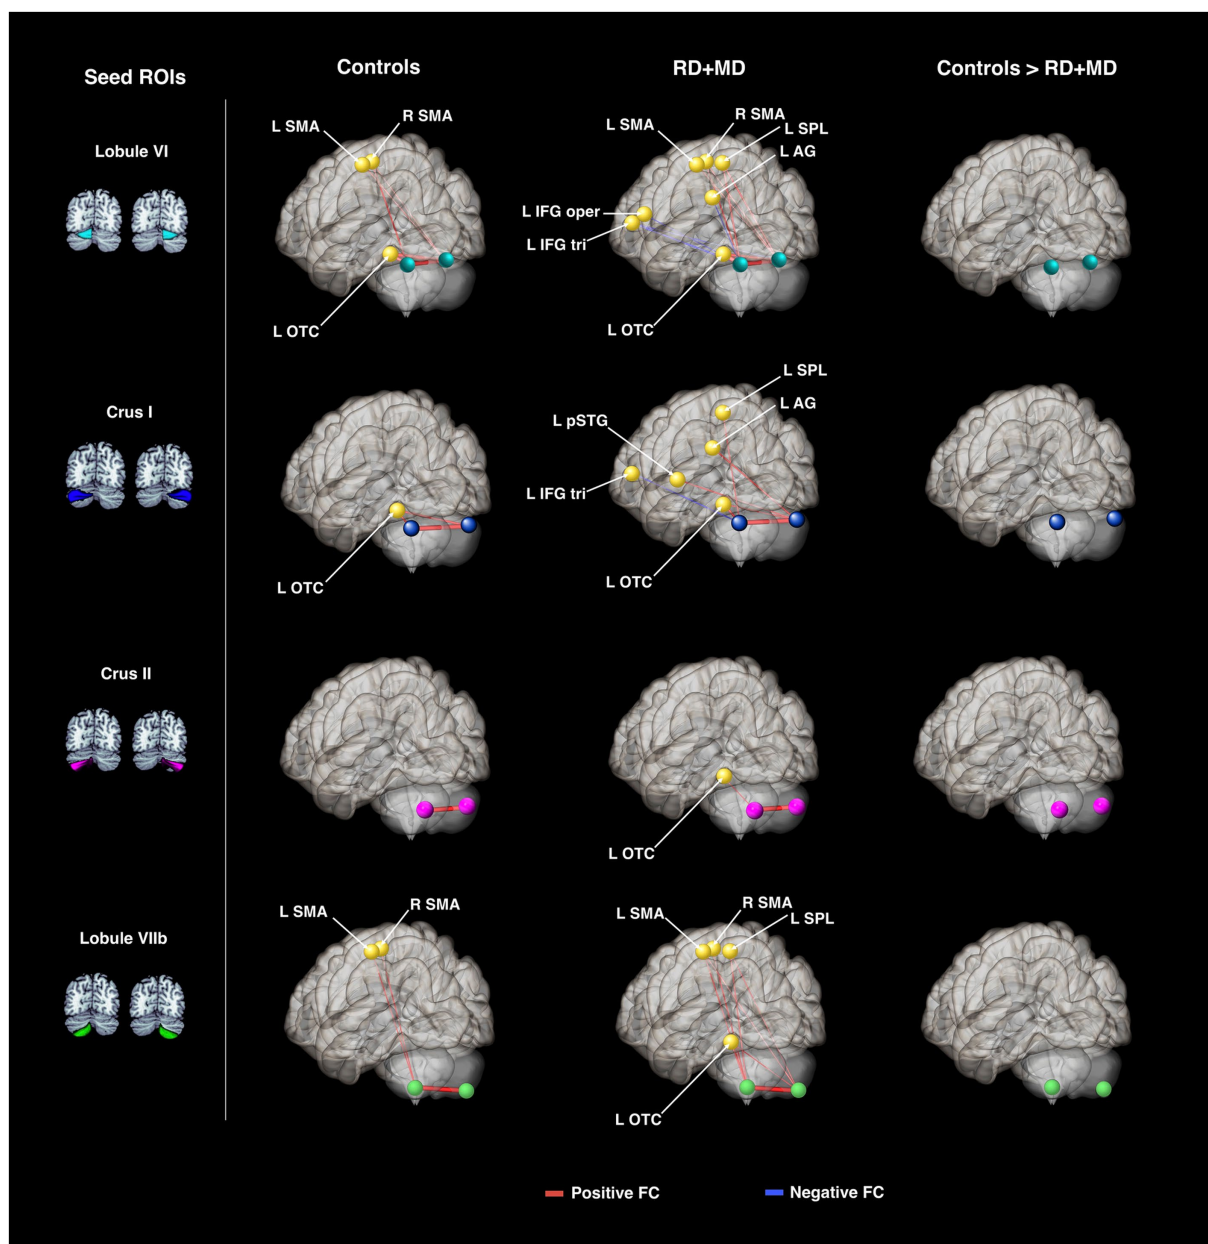 Seed ROIs
Controls
RD+MD
Controls > RD+MD
Lobule VI
L SMA
R SMA
L OTC
L SMA
R SMA
L SPL
L AG
L IFG oper
L IFG tri
L OTC
Crus I
L OTC
L SPL
L AG
L pSTG
L IFG tri
L OTC
Crus II
L OTC
Lobule VIIb
L SMA
R SMA
L SMA
R SMA
L SPL
L OTC
Positive FC
Negative FC